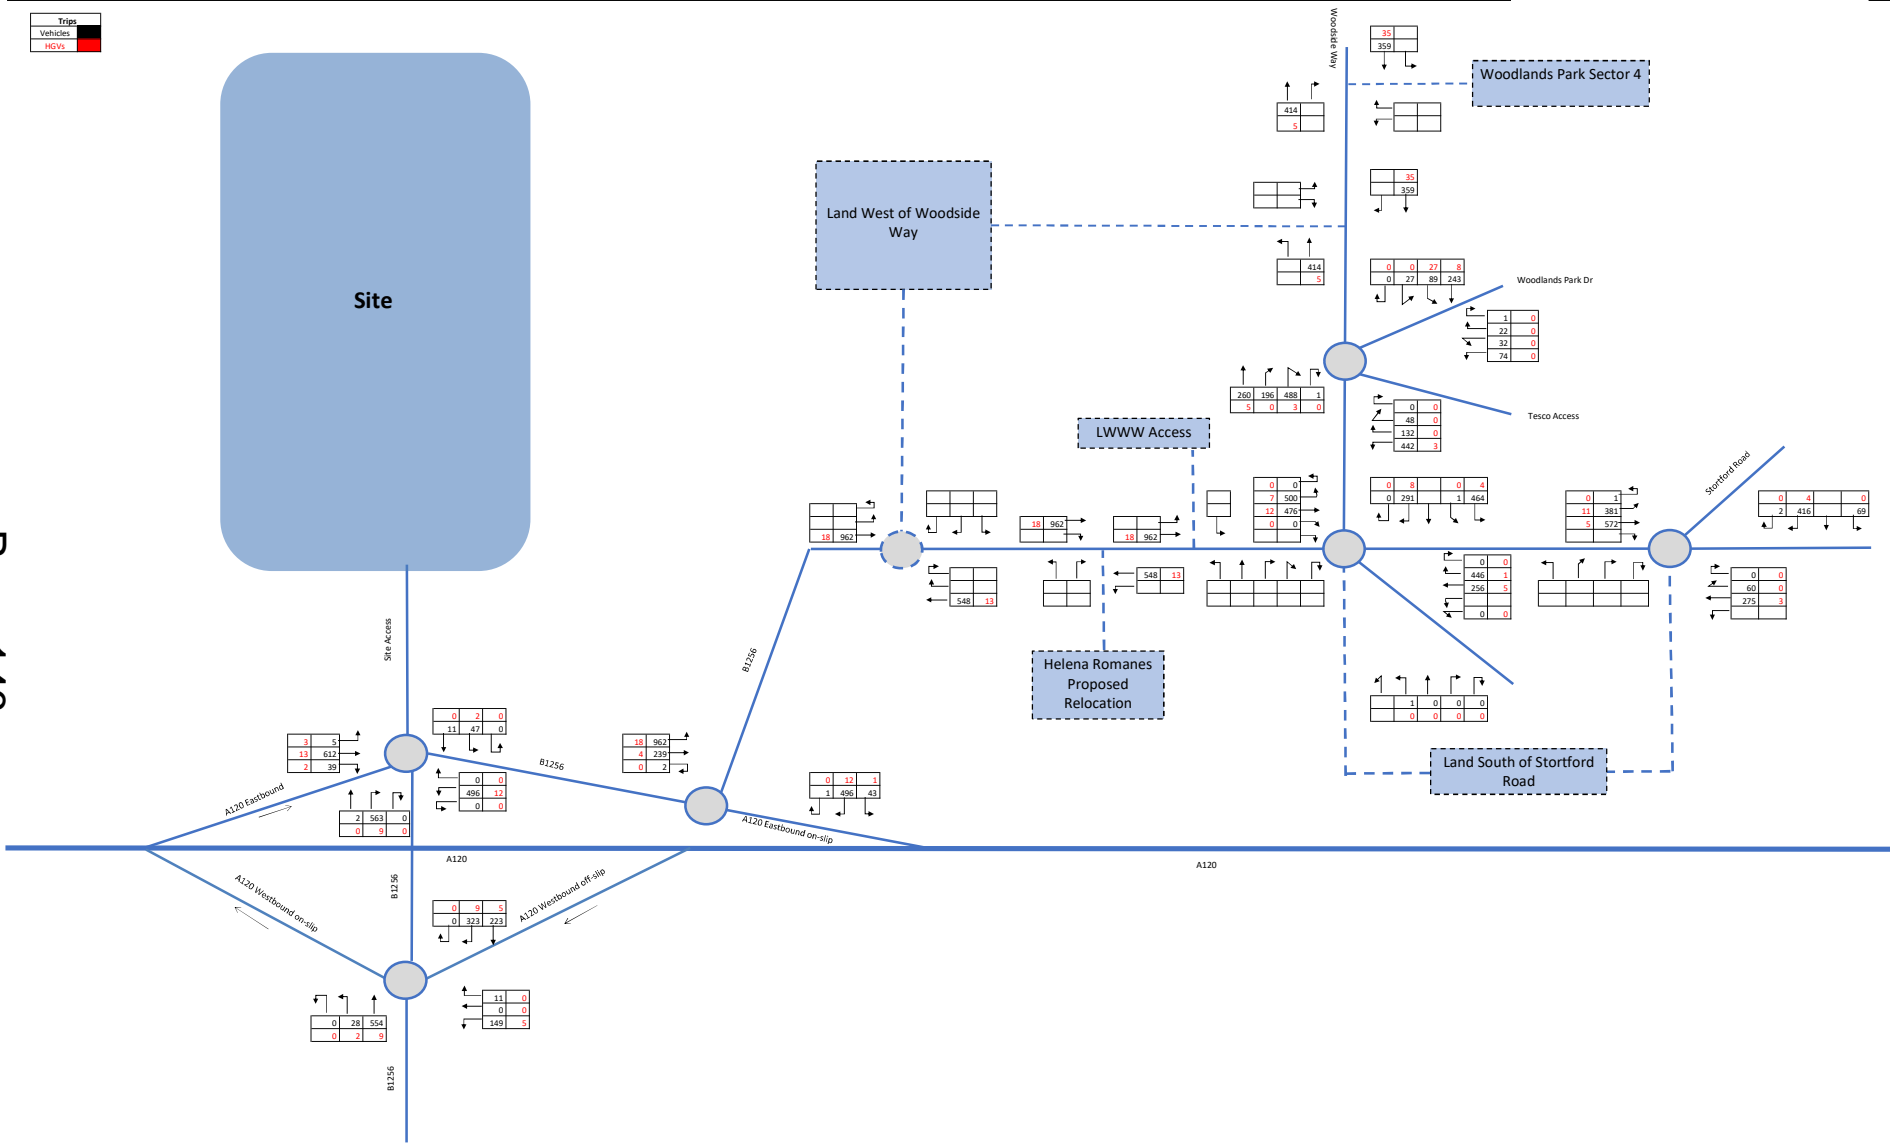 Trips
Vehicles
HGVs
Woodside Way
35
359
Woodlands Park Sector 4
414
5
35
359
Land West of Woodside
Way
414
5
Site
0 0 27 8
0 27 89 243
Woodlands Park Dr
1 0
22 0
32 0
74 0
260 196 488 1
5 0 3 0
Tesco Access
0 0
48 0
132 0
442 3
LWWW Access
Stortford Road
0 0
7 500
12 476
0 0
0 8 0 4
0 291 1 464
0 1
11 381
5 572
0 4 0
2 416 69
18 962
18 962
18 962
548 13
548 13
0 0
446 1
256 5
0 0
0 0
60 0
275 3
Site Access
B1256
Helena Romanes
Proposed
Relocation
1 0 0 0
0 0 0 0
Land South of Stortford
Road
0 2 0
11 47 0
3 5
13 612
2 39
18 962
4 239
0 2
B1256
0 0
496 12
0 0
0 12 1
1 496 43
A120 Eastbound
2 563 0
0 9 0
A120 Eastbound on-slip
A120
A120
A120 Westbound on-slip
B1256
A120 Westbound off-slip
0 9 5
0 323 223
11 0
0 0
149 5
0 28 554
0 2 9
B1256